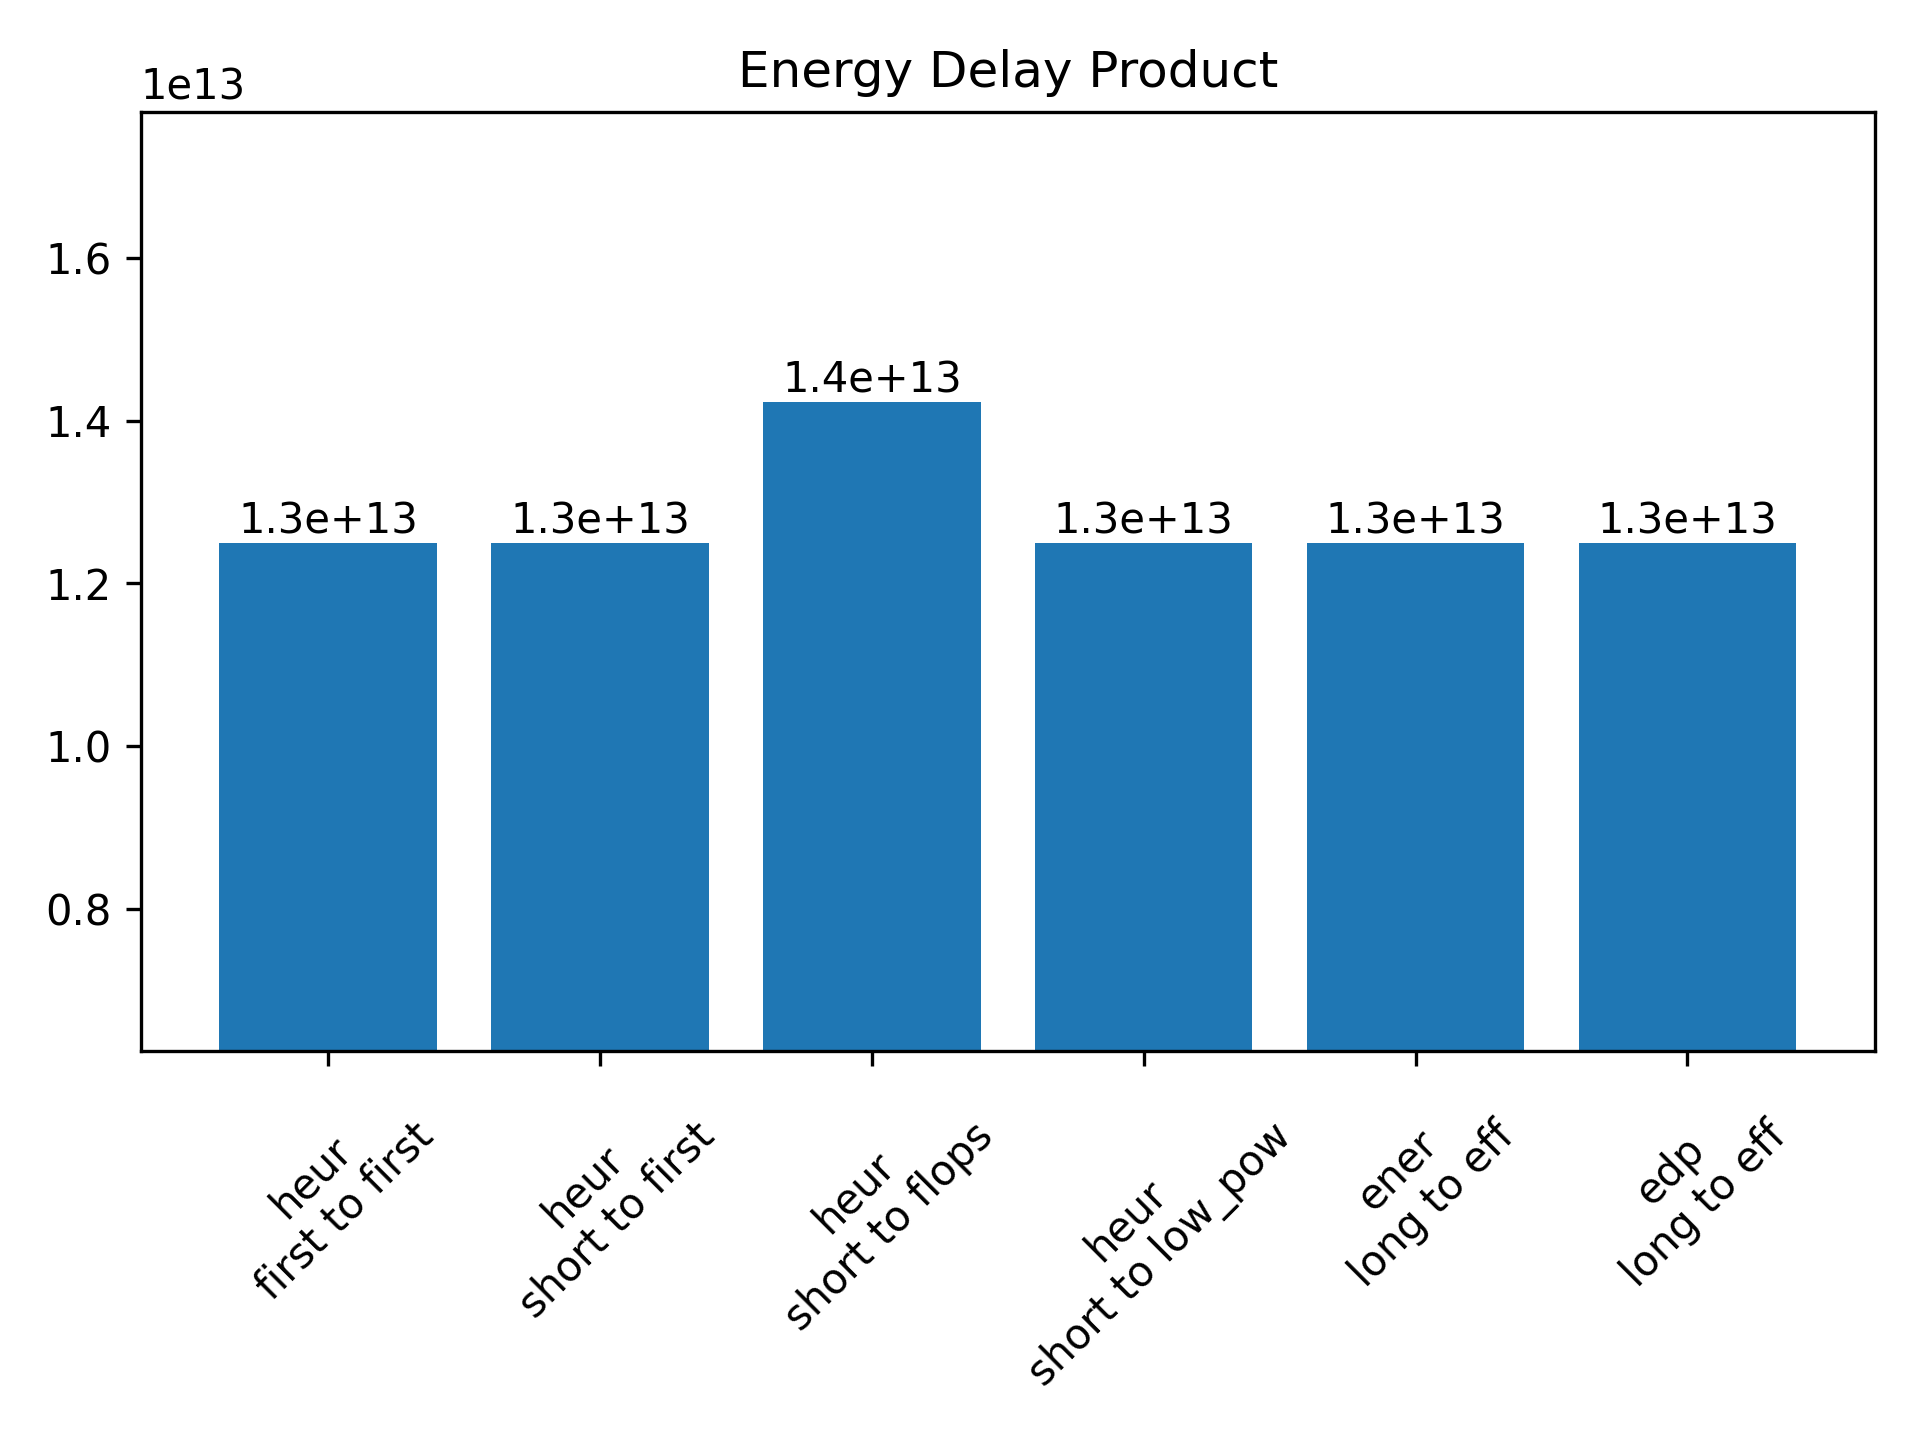 Energy Delay Product
1e13
1.6
1.4
1.2
1.0
0.8
1.3e+13
1.3e+13
1.4e+13
1.3e+13
1.3e+13
1.3e+13
heur
first to first
heur
short to first
heur
short to flops
heur
short to low_pow
ener
long to eff
edp
long to eff